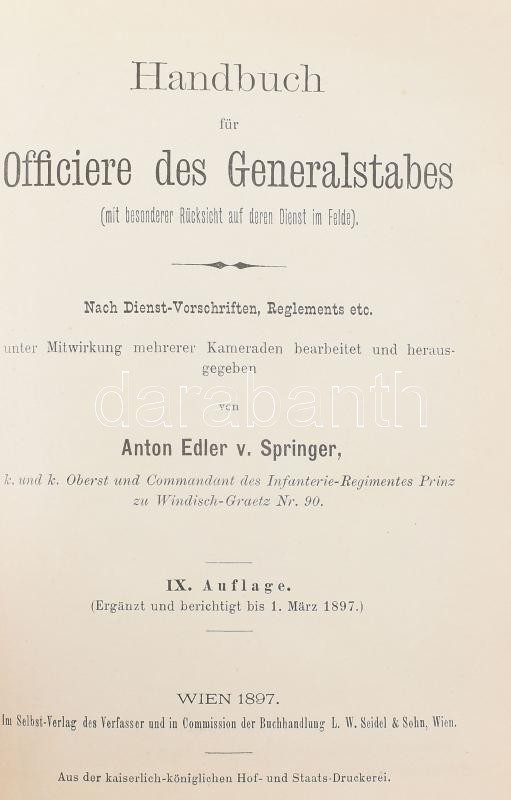 Handbuch
für
Officiere des Generalstabes
(mit besonderer Rücksicht auf deren Dienst im Felde).
Nach Dienst-Vorschriften, Reglements etc.
unter Mitwirkung mehrerer Kameraden bearbeitet und heraus-
gegeben
darabanth
von
Anton Edler v. Springer,
k. und k. Oberst und Commandant des Infanterie-Regimentes Prinz
zu Windisch-Graetz Nr. 90.
IX. Auflage.
(Ergänzt und berichtigt bis 1. März 1897.)
WIEN 1897.
Im Selbst-Verlag des Verfasser und in Commission der Buchhandlung L. W. Seidel & Sohn, Wien.
Aus der kaiserlich-königlichen Hof- und Staats-Druckerei.